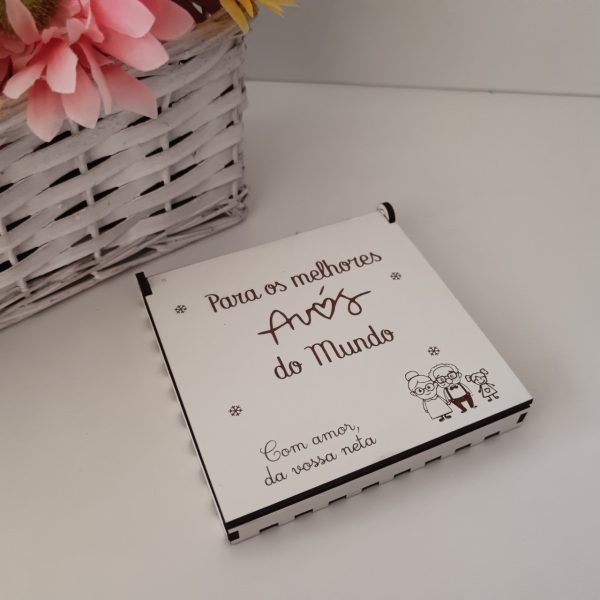 Para os melhores
Avós
do Mundo
Com amor,
da vossa neta